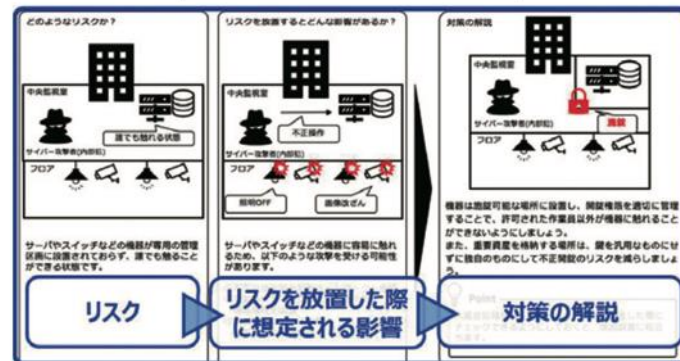 どのようなリスクか？
中央監視室
誰でも触れる状態
サイバー攻撃者(内部犯)
フロア
サーバやスイッチなどの機器が専用の管理
区画に設置されておらず、誰でも触ること
ができる状態です。
リスク
リスクを放置するとどんな影響があるか？
中央監視室
不正操作
サイバー攻撃者(内部犯)
フロア
照明OFF
画像改ざん
サーバやスイッチなどの機器に容易に触れ
るため、以下のような攻撃を受ける可能性
があります。
リスクを放置した際
に想定される影響
対策の解説
中央監視室
サイバー攻撃者(内部犯)
施錠
フロア
機器は施錠可能な場所に設置し、開錠権限を適切に管理
することで、許可された作業員以外が機器に触れることが
できないようにしましょう。
また、重要資産を格納する場所は、鍵を汎用なものにせ
ずに独自のものにして不正開錠のリスクを減らしましょ
う。
Point
対策の解説